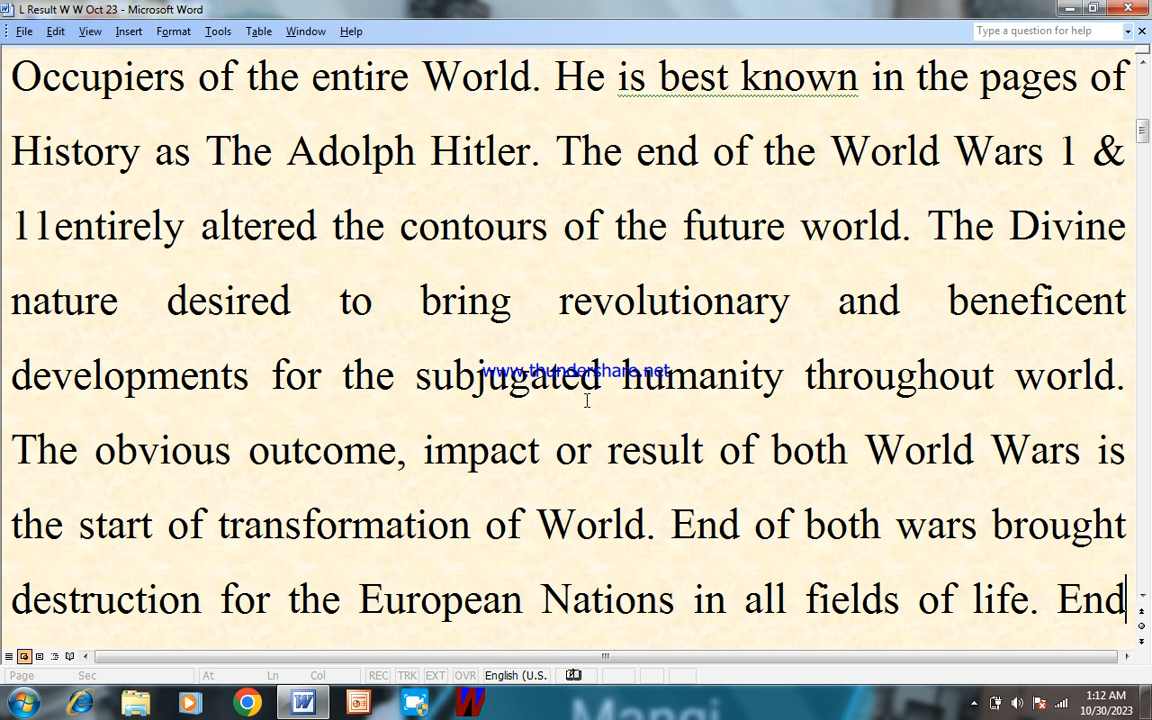 L Result W W Oct 23 - Microsoft Word
File Edit View Insert Format Tools Table Window Help
Type a question for help
Occupiers of the entire World. He is best known in the pages of
History as The Adolph Hitler. The end of the World Wars 1 &
11entirely altered the contours of the future world. The Divine
nature desired to bring revolutionary and beneficent
developments for the subjugated humanity throughout world.
www.thundershare.net
The obvious outcome, impact or result of both World Wars is
the start of transformation of World. End of both wars brought
destruction for the European Nations in all fields of life. End
Page Sec At Ln Col REC TRK EXT OVR English (U.S.
Mangi
1:12 AM
10/30/2023